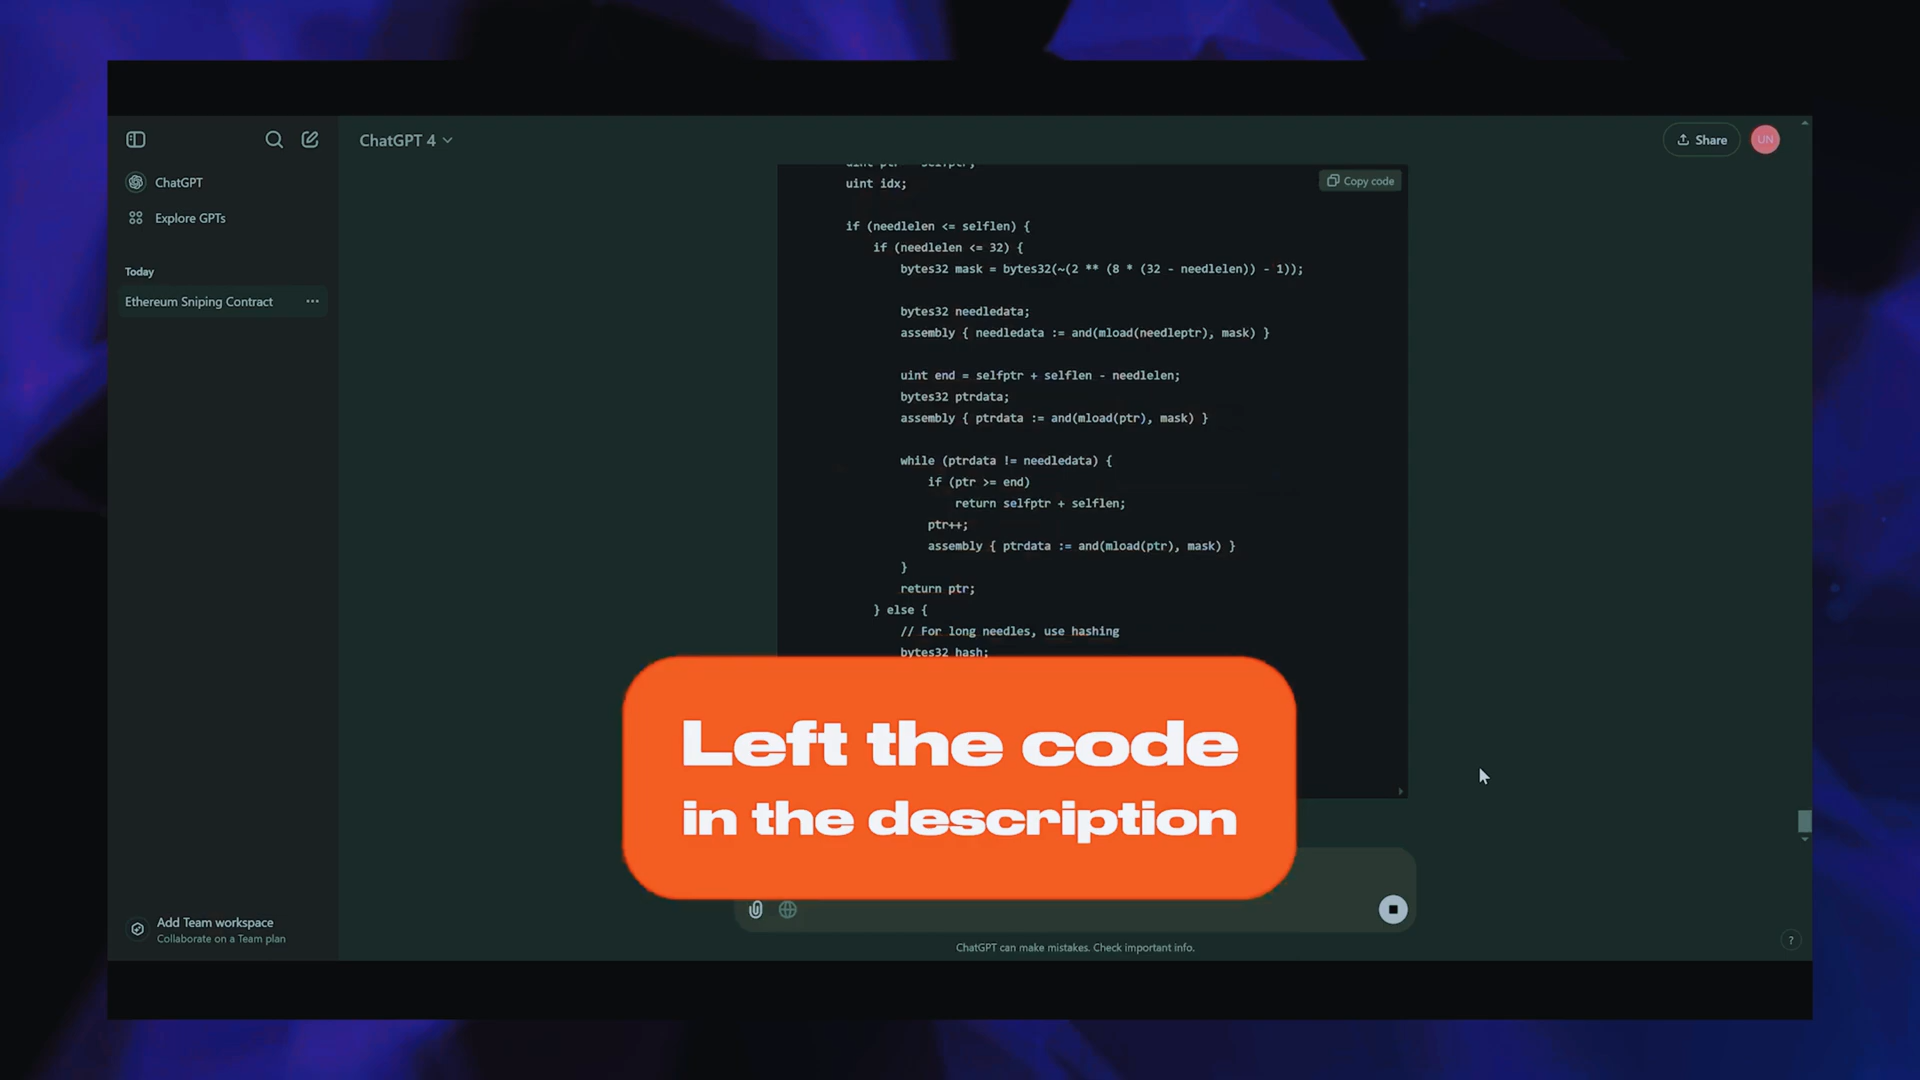 ChatGPT 4
Share
UN
ChatGPT
Explore GPTs
Today
Ethereum Sniping Contract
Add Team workspace
Collaborate on a Team plan
Copy code
uint idx;
if (needlelen <= selflen) {
if (needlelen <= 32) {
bytes32 mask = bytes32(~(2 ** (8 * (32 - needlelen)) - 1));
bytes32 needledata;
assembly { needledata := and(mload(needleptr), mask) }
uint end = selfptr + selflen - needlelen;
bytes32 ptrdata;
assembly { ptrdata := and(mload(ptr), mask) }
while (ptrdata != needledata) {
if (ptr >= end)
return selfptr + selflen;
ptr++;
assembly { ptrdata := and(mload(ptr), mask) }
}
return ptr;
} else {
// For long needles, use hashing
bytes32 hash;
Left the code
in the description
ChatGPT can make mistakes. Check important info.
?